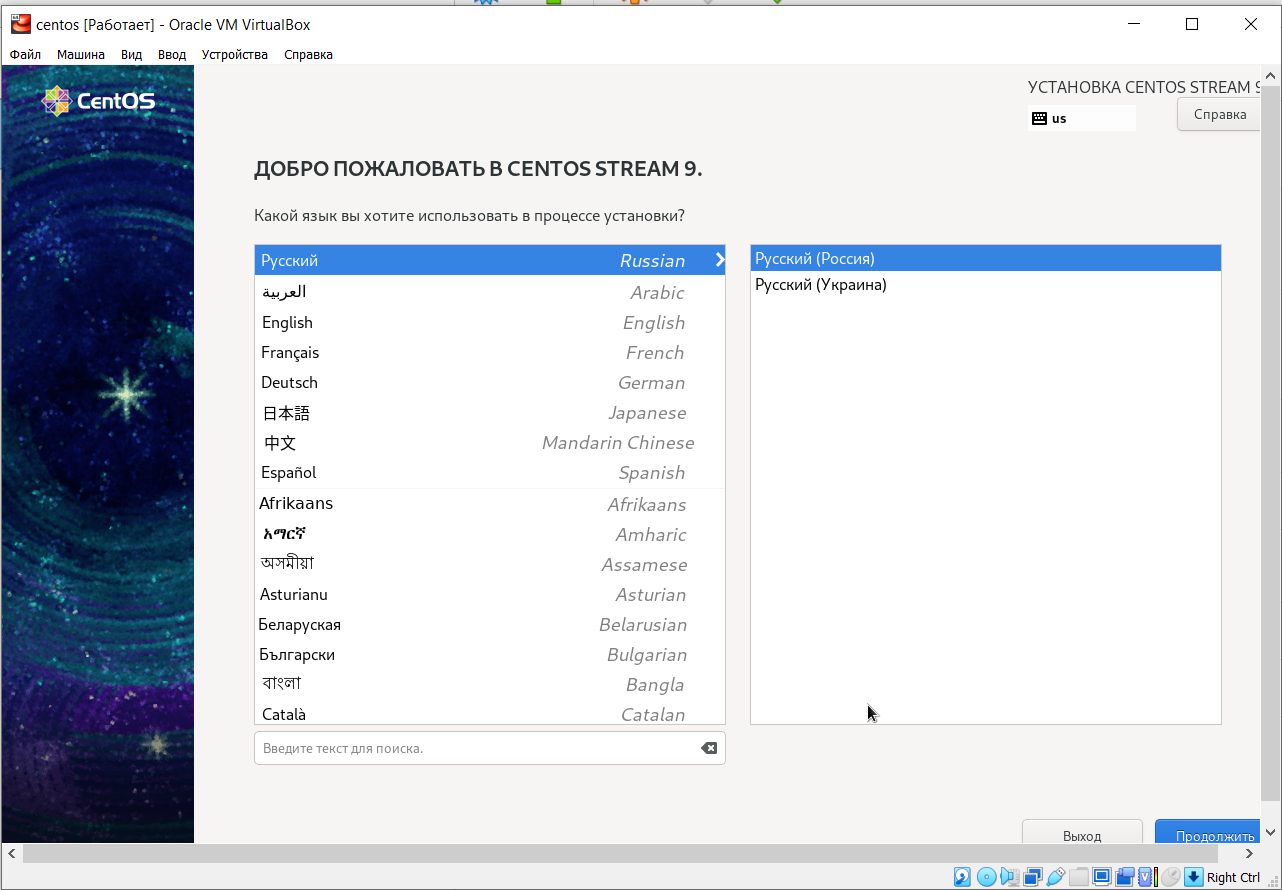 centos [Работает] - Oracle VM VirtualBox
Файл Машина Вид Ввод Устройства Справка
CentOS
УСТАНОВКА CENTOS STREAM 9
us
Справка
ДОБРО ПОЖАЛОВАТЬ В CENTOS STREAM 9.
Какой язык вы хотите использовать в процессе установки?
Русский Russian
العربية Arabic
English English
Français French
Deutsch German
日本語 Japanese
中文 Mandarin Chinese
Español Spanish
Afrikaans Afrikaans
አማርኛ Amharic
অসমীয়া Assamese
Asturianu Asturian
Беларуская Belarusian
Български Bulgarian
বাংলা Bangla
Català Catalan
Русский (Россия)
Русский (Украина)
Введите текст для поиска.
Выход
Продолжить
Right Ctrl